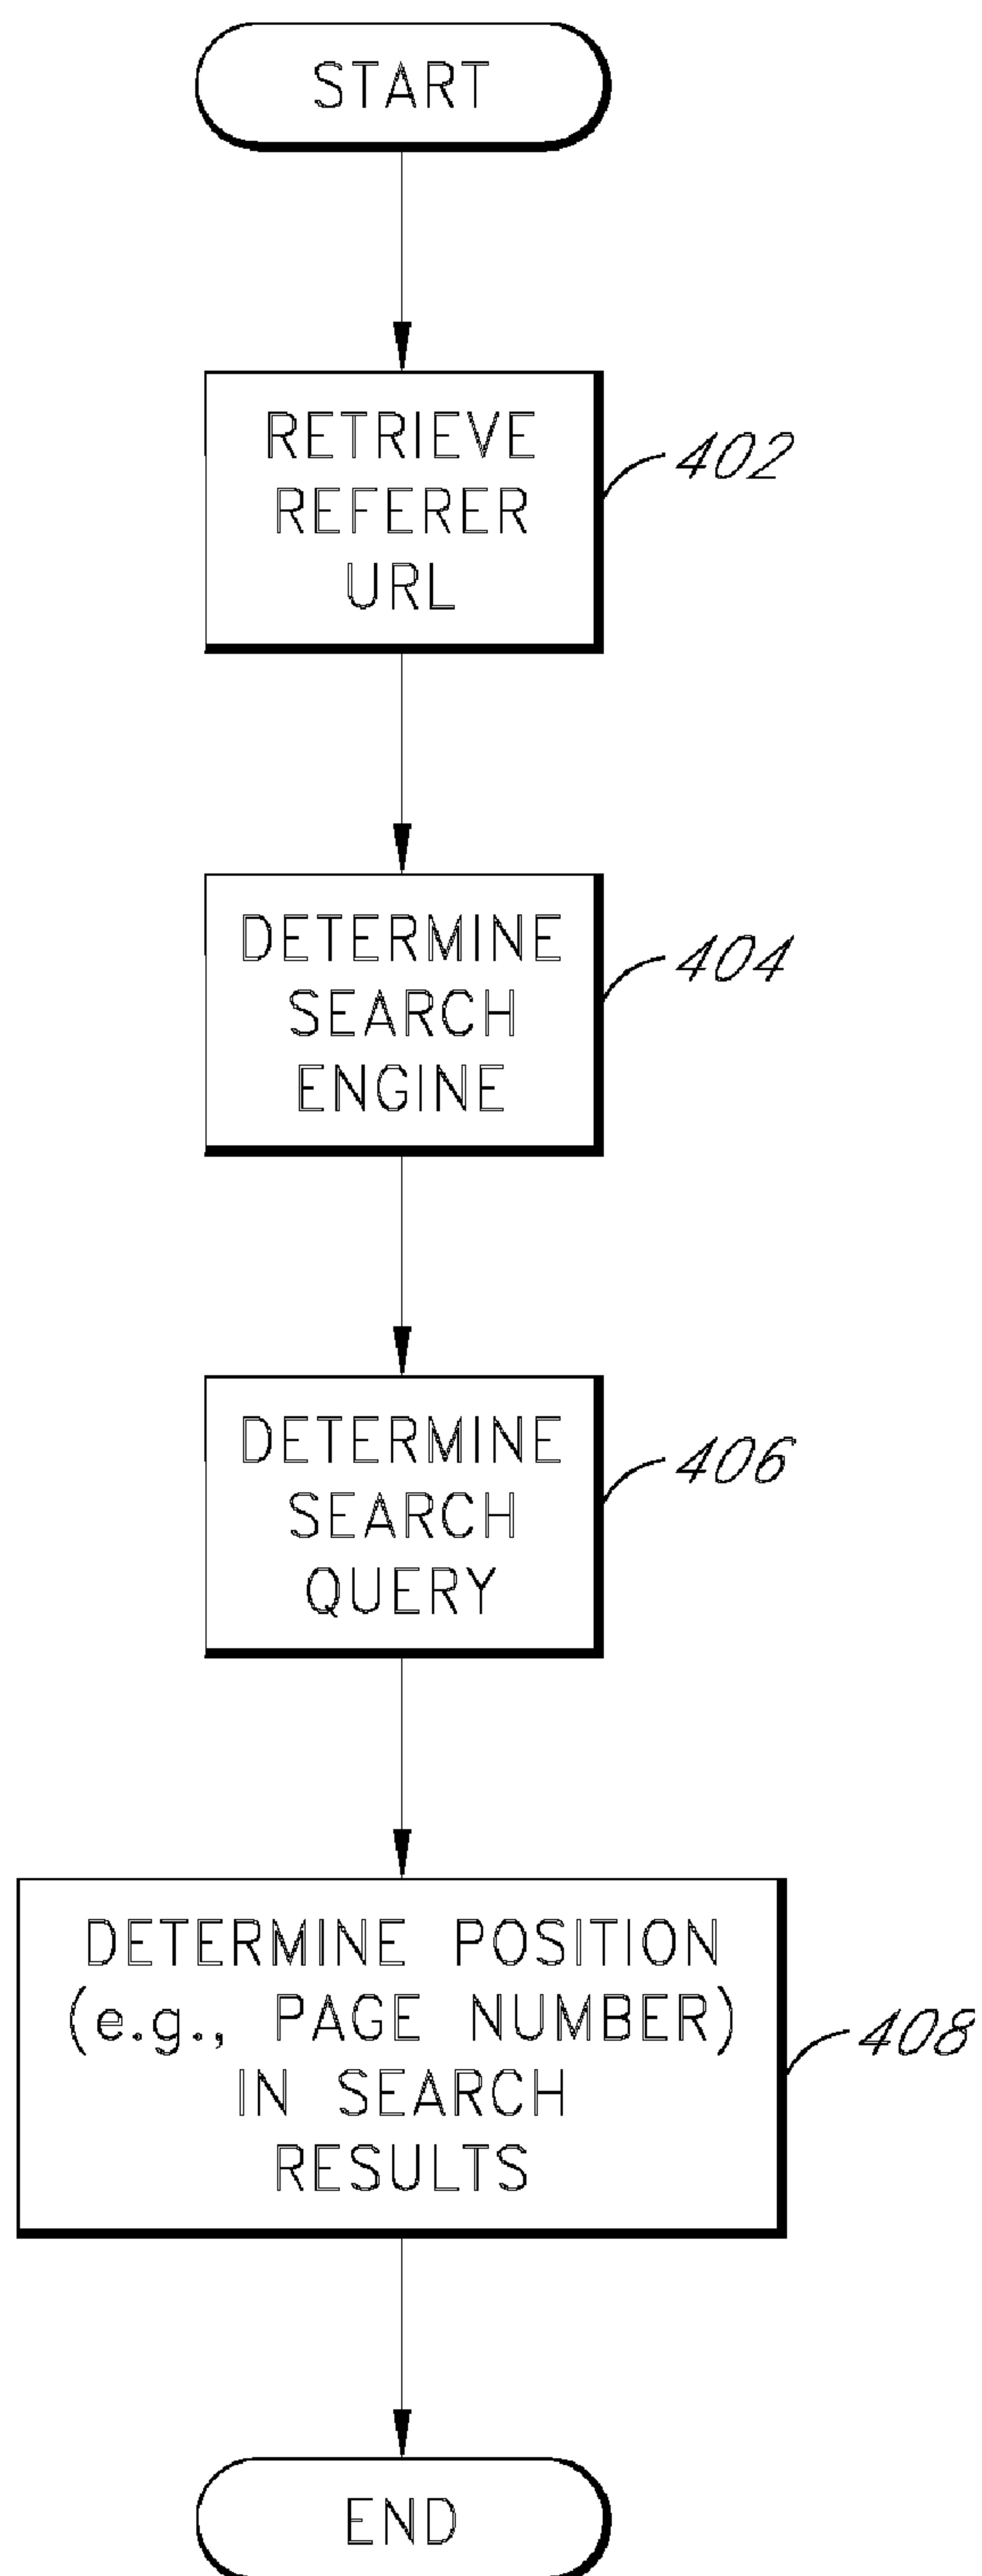 START
RETRIEVE
REFERER
URL
402
DETERMINE
SEARCH
ENGINE
404
DETERMINE
SEARCH
QUERY
406
DETERMINE POSITION
(e.g., PAGE NUMBER)
IN SEARCH
RESULTS
408
END